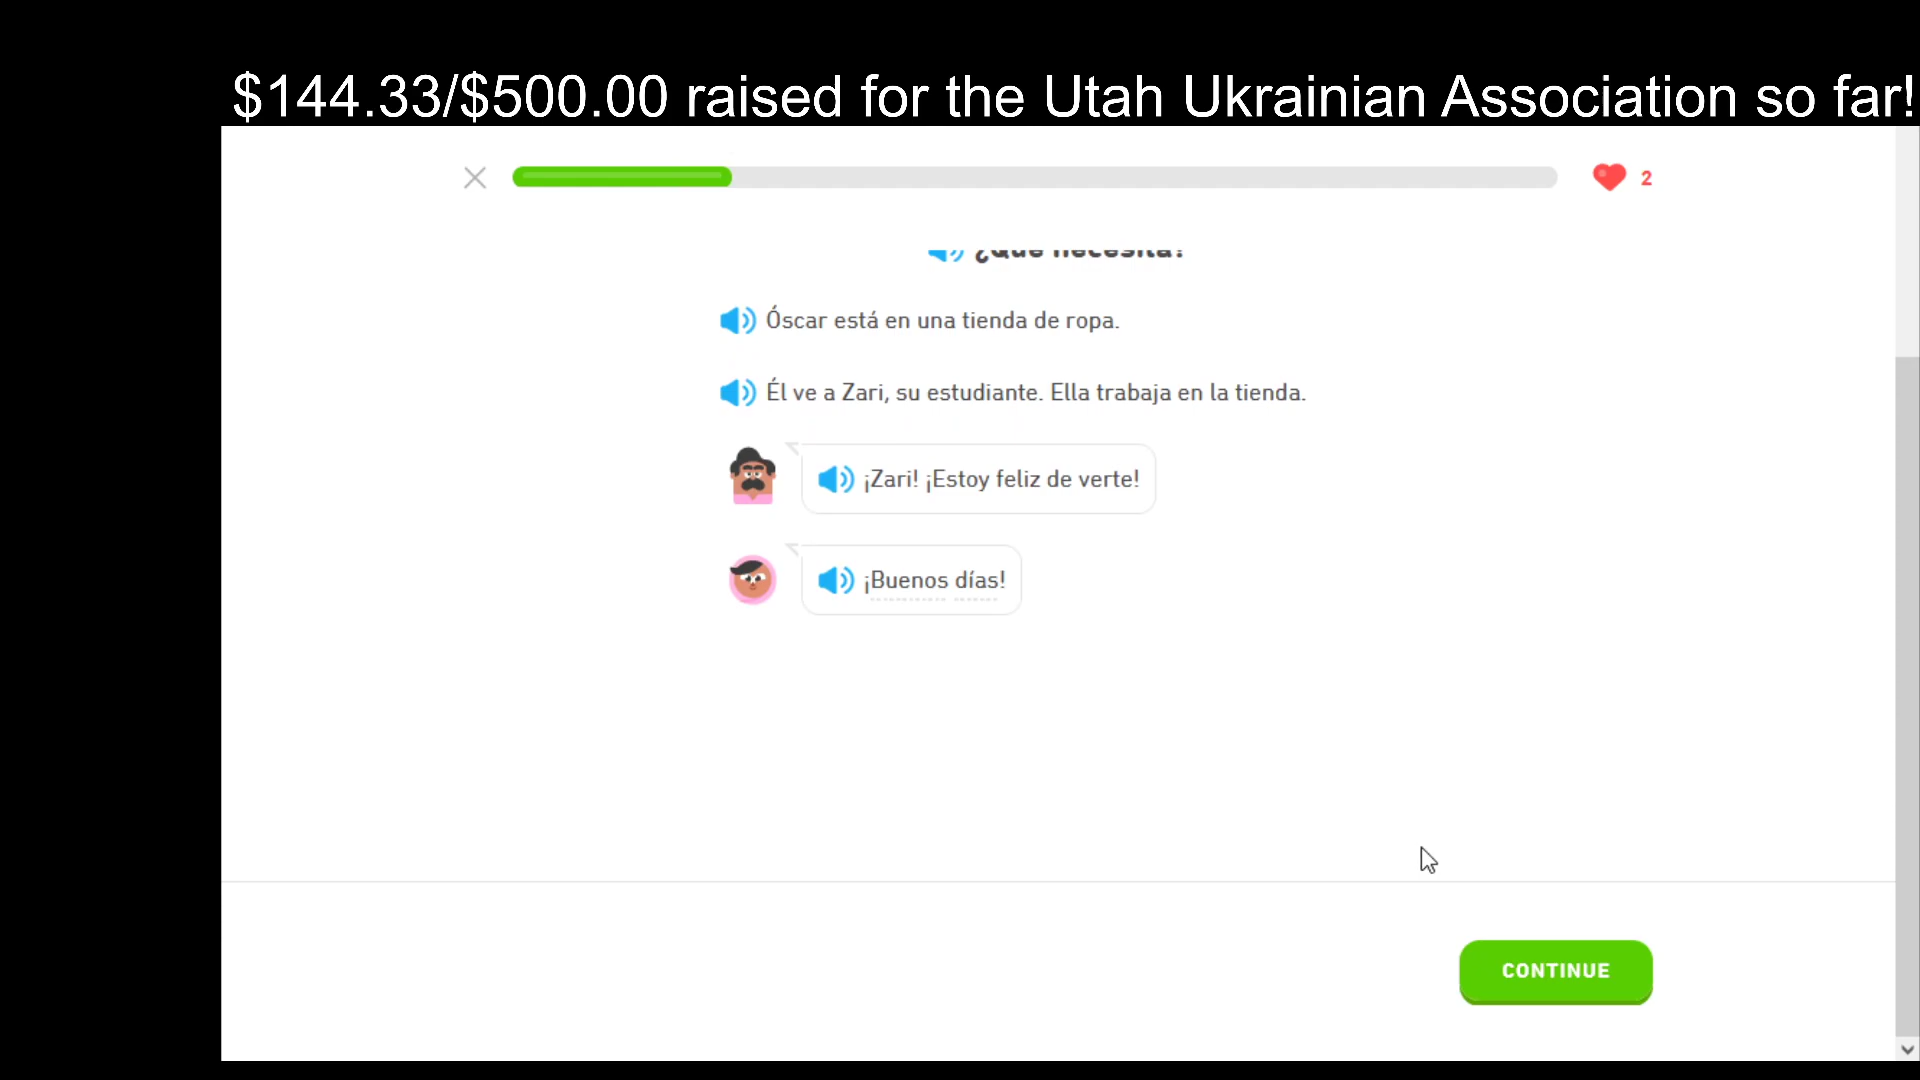 $144.33/$500.00 raised for the Utah Ukrainian Association so far!
2
¿Qué necesita?
Óscar está en una tienda de ropa.
Él ve a Zari, su estudiante. Ella trabaja en la tienda.
¡Zari! ¡Estoy feliz de verte!
¡Buenos días!
CONTINUE